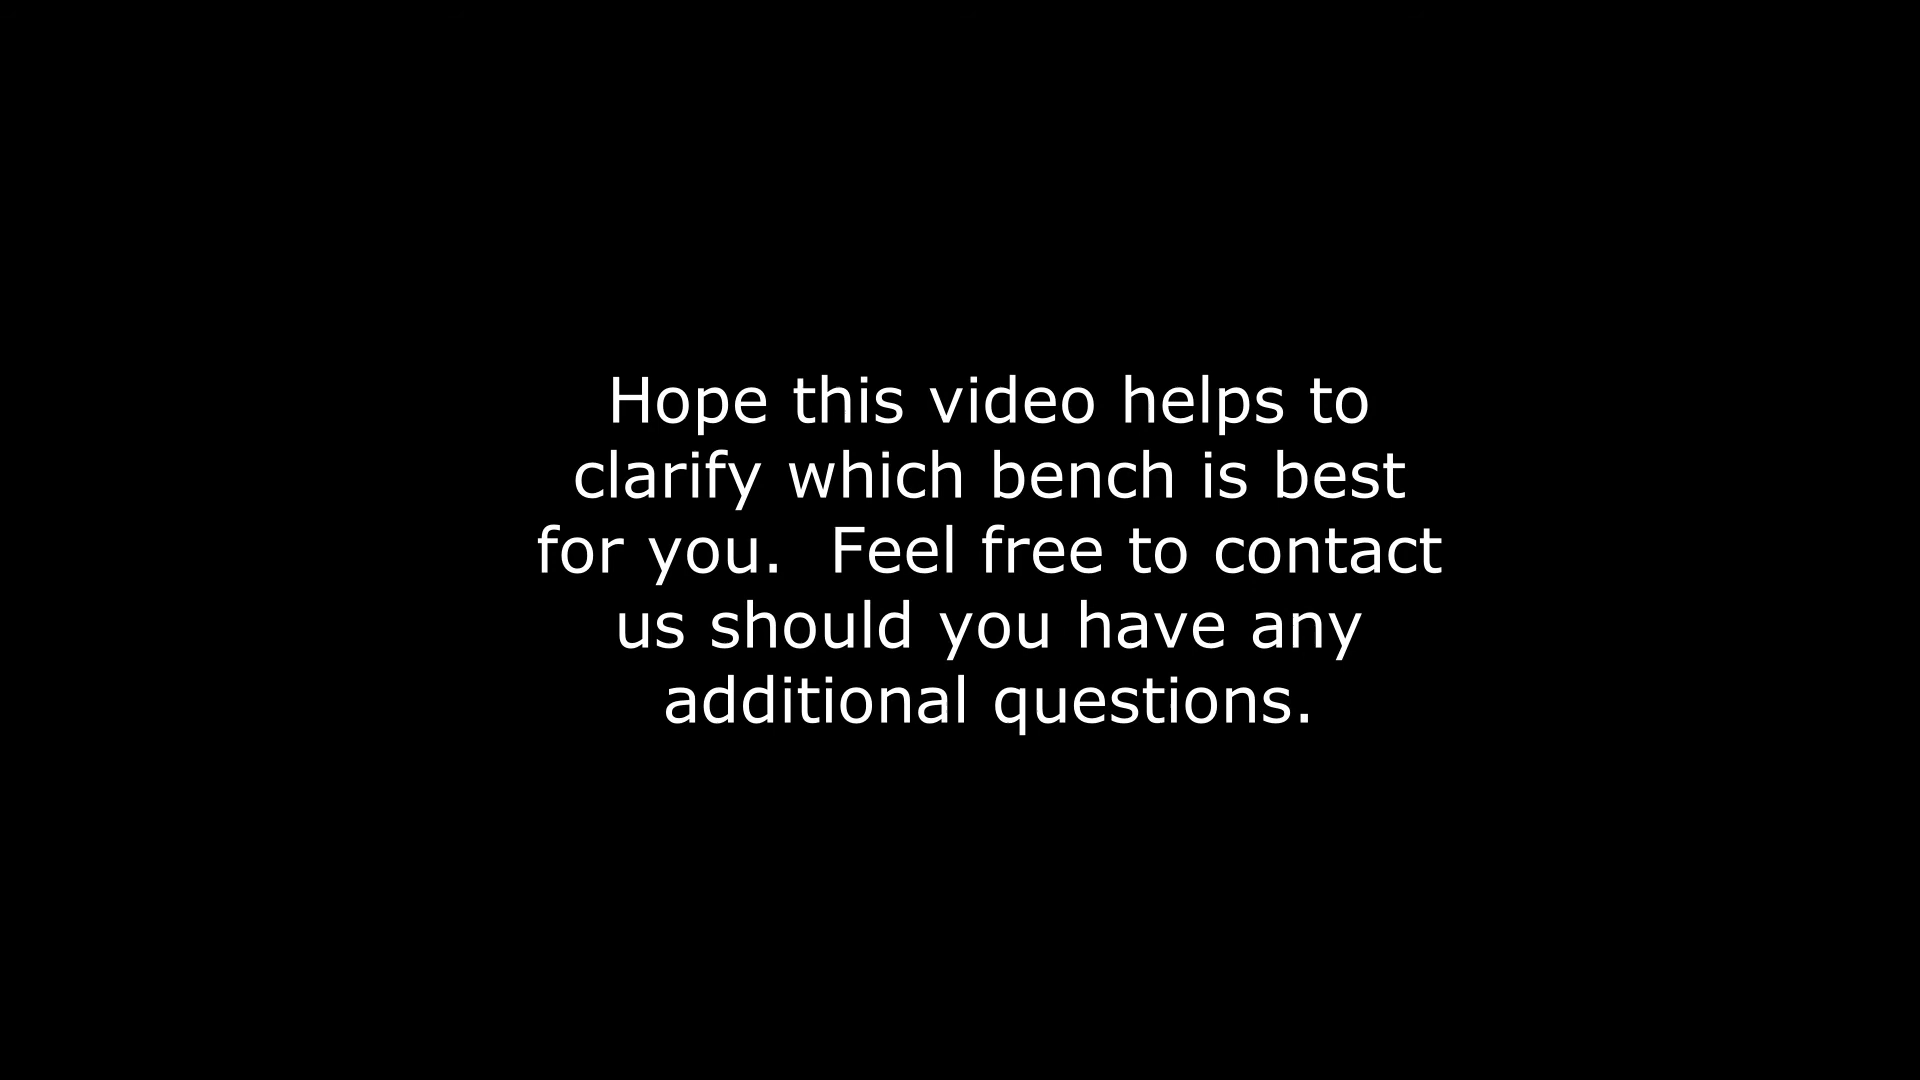 Hope this video helps to
clarify which bench is best
for you.  Feel free to contact
us should you have any
additional questions.